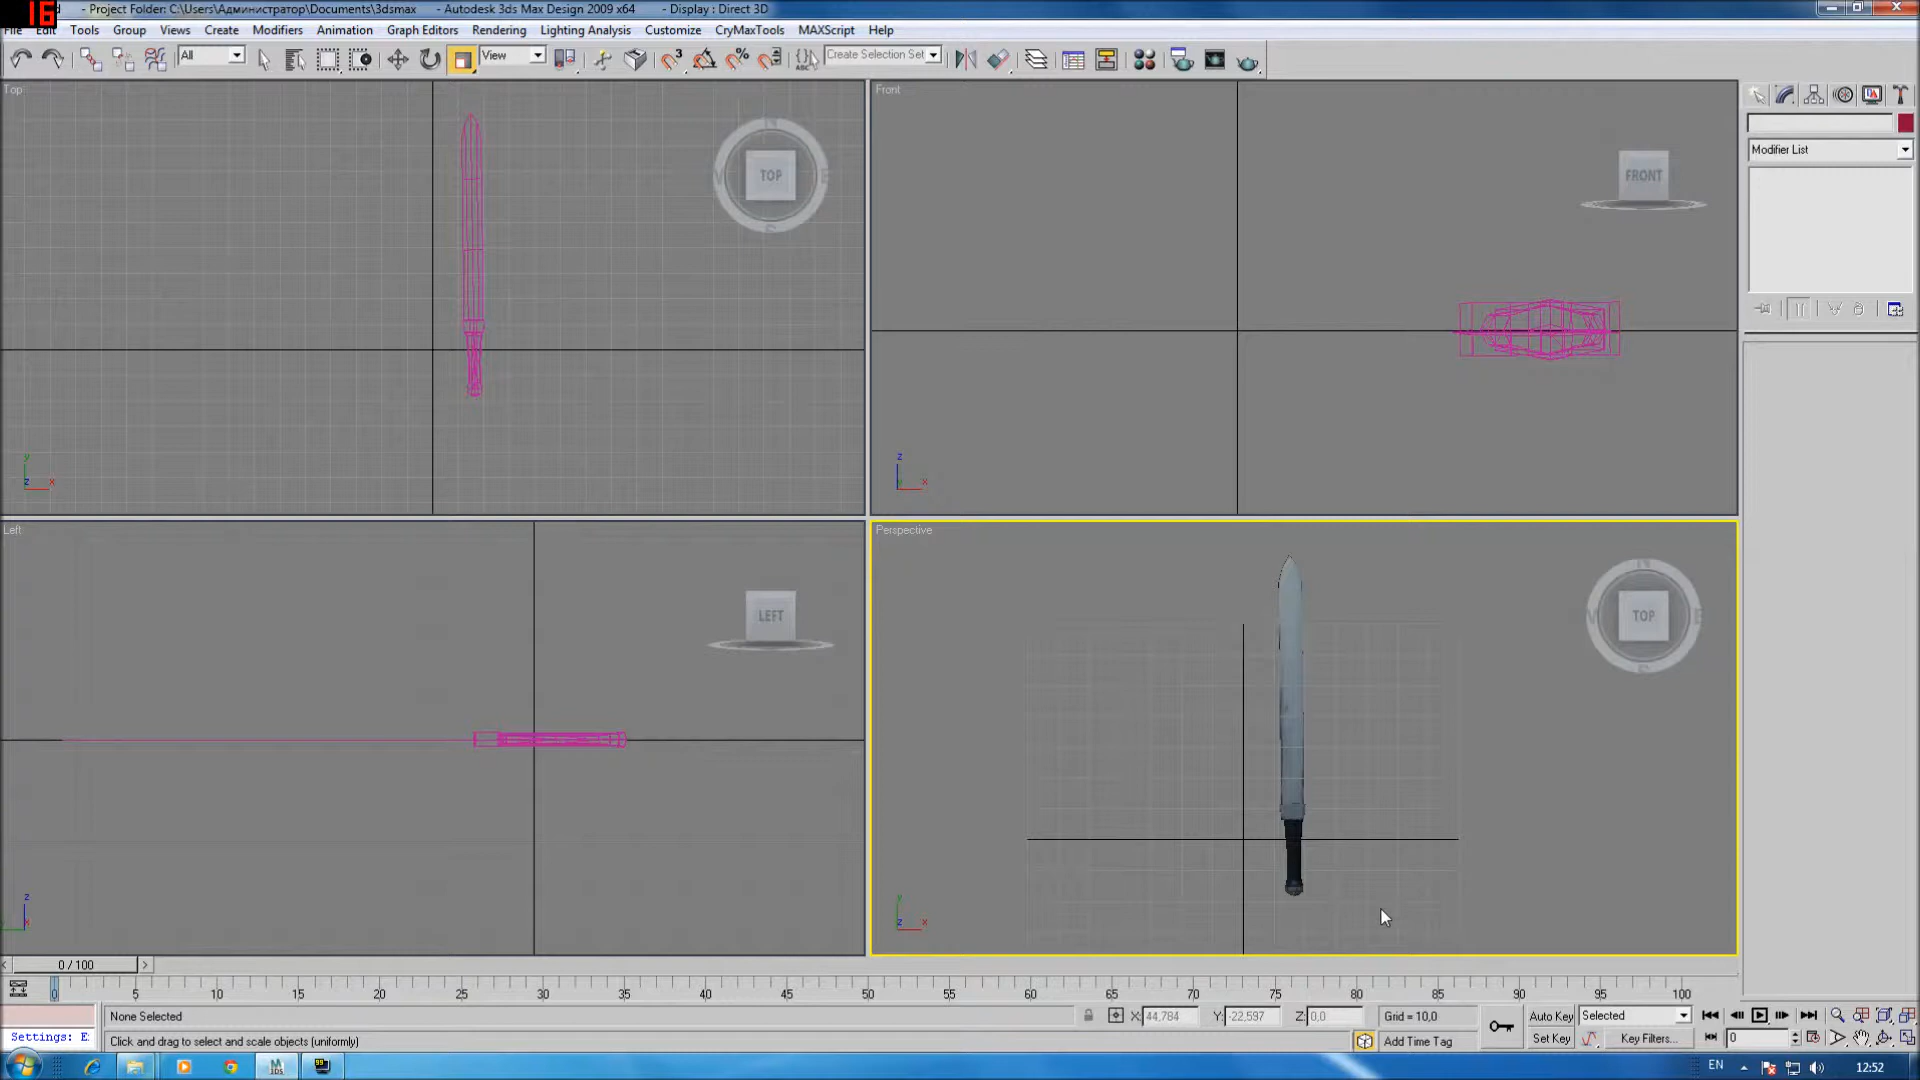 16
d - Project Folder: C:\Users\Администратор\Documents\3dsmax - Autodesk 3ds Max Design 2009 x64 - Display : Direct 3D
File Edit Tools Group Views Create Modifiers Animation Graph Editors Rendering Lighting Analysis Customize CryMaxTools MAXScript Help
All View 3 % ABC Create Selection Set
Top Front
TOP FRONT
Modifier List
z y x z y x
Left Perspective
LEFT TOP
z x y z x
0 / 100
0 5 10 15 20 25 30 35 40 45 50 55 60 65 70 75 80 85 90 95 100
None Selected X: 44,784 Y: -22,597 Z: 0,0 Grid = 10,0 Auto Key Selected
Settings: E Click and drag to select and scale objects (uniformly) Add Time Tag Set Key Key Filters... 0
EN 12:52